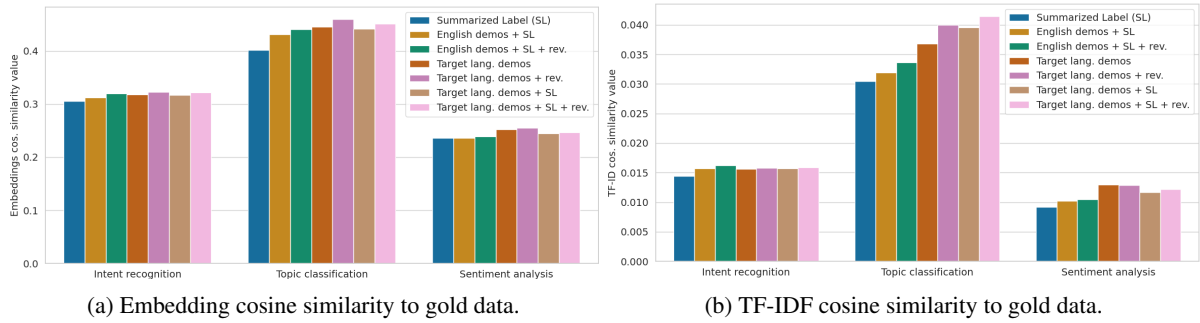 Embeddings cos. similarity value
0.4
0.3
0.2
0.1
0.0
Summarized Label (SL)
English demos + SL
English demos + SL + rev.
Target lang. demos
Target lang. demos + rev.
Target lang. demos + SL
Target lang. demos + SL + rev.
Intent recognition Topic classification Sentiment analysis
(a) Embedding cosine similarity to gold data.
TF-ID cos. similarity value
0.040
0.035
0.030
0.025
0.020
0.015
0.010
0.005
0.000
Summarized Label (SL)
English demos + SL
English demos + SL + rev.
Target lang. demos
Target lang. demos + rev.
Target lang. demos + SL
Target lang. demos + SL + rev.
Intent recognition Topic classification Sentiment analysis
(b) TF-IDF cosine similarity to gold data.